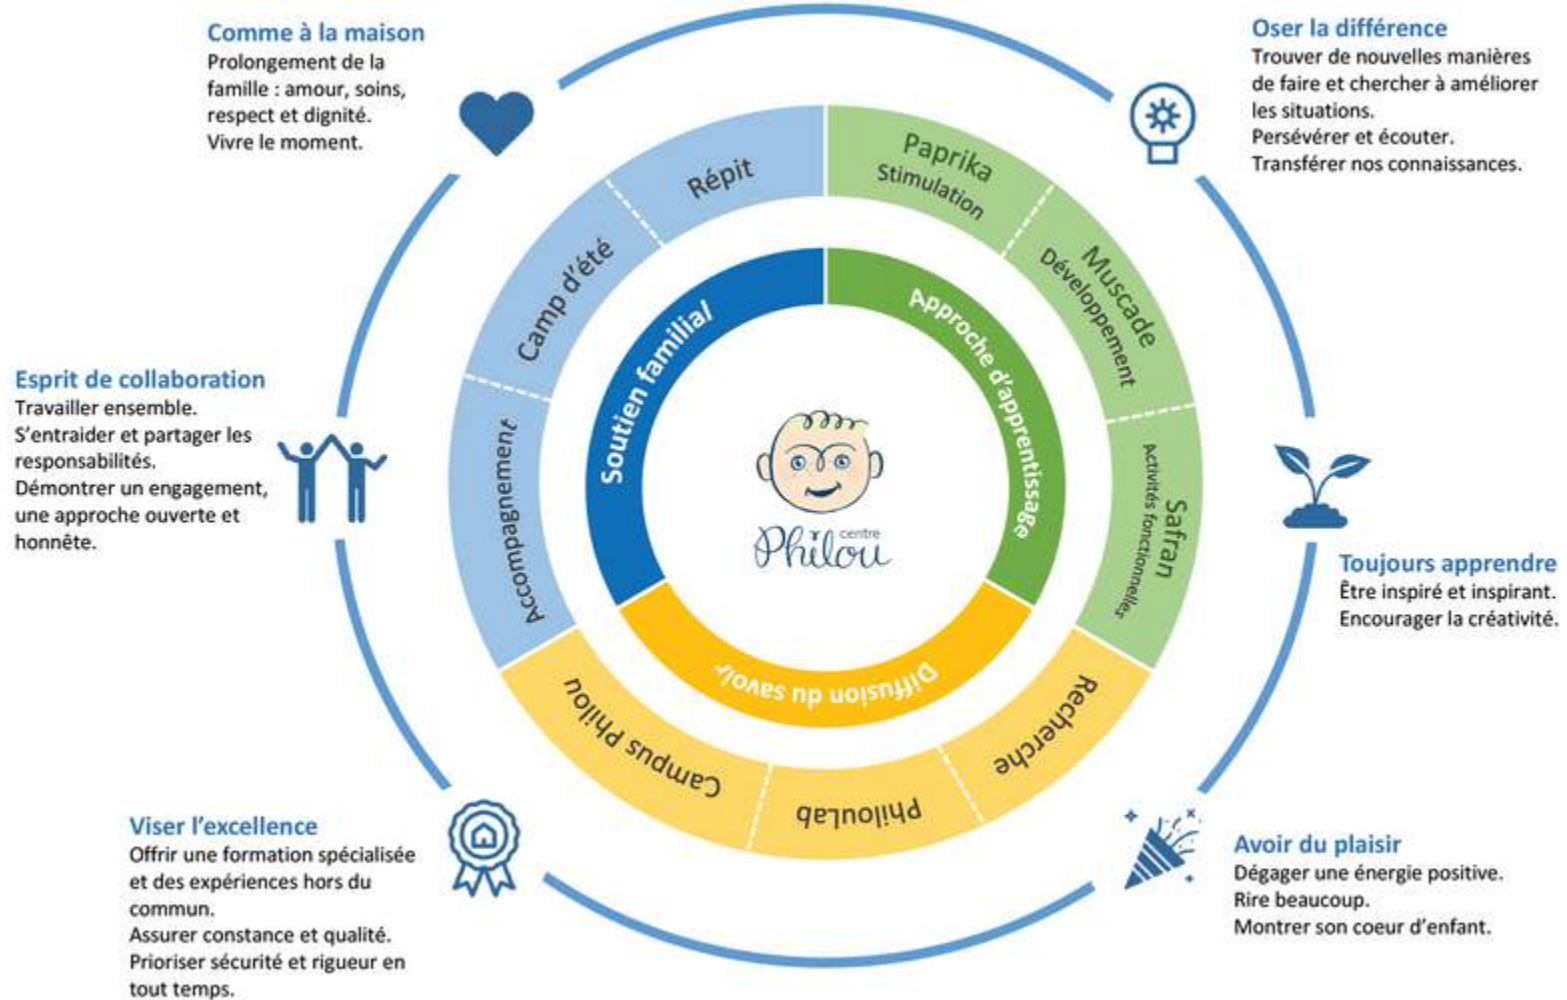 Comme à la maison
Prolongement de la
famille : amour, soins,
respect et dignité.
Vivre le moment.
Oser la différence
Trouver de nouvelles manières
de faire et chercher à améliorer
les situations.
Persévérer et écouter.
Transférer nos connaissances.
Répit
Paprika
Stimulation
Camp d'été
Muscade
Développement
Soutien familial
Approche d'apprentissage
Esprit de collaboration
Travailler ensemble.
S'entraider et partager les
responsabilités.
Démontrer un engagement,
une approche ouverte et
honnête.
Accompagnement
centre
Philou
Safran
Activités fonctionnelles
Toujours apprendre
Être inspiré et inspirant.
Encourager la créativité.
Diffusion du savoir
Campus Philou
PhilouLab
Recherche
Viser l'excellence
Offrir une formation spécialisée
et des expériences hors du
commun.
Assurer constance et qualité.
Prioriser sécurité et rigueur en
tout temps.
Avoir du plaisir
Dégager une énergie positive.
Rire beaucoup.
Montrer son coeur d'enfant.